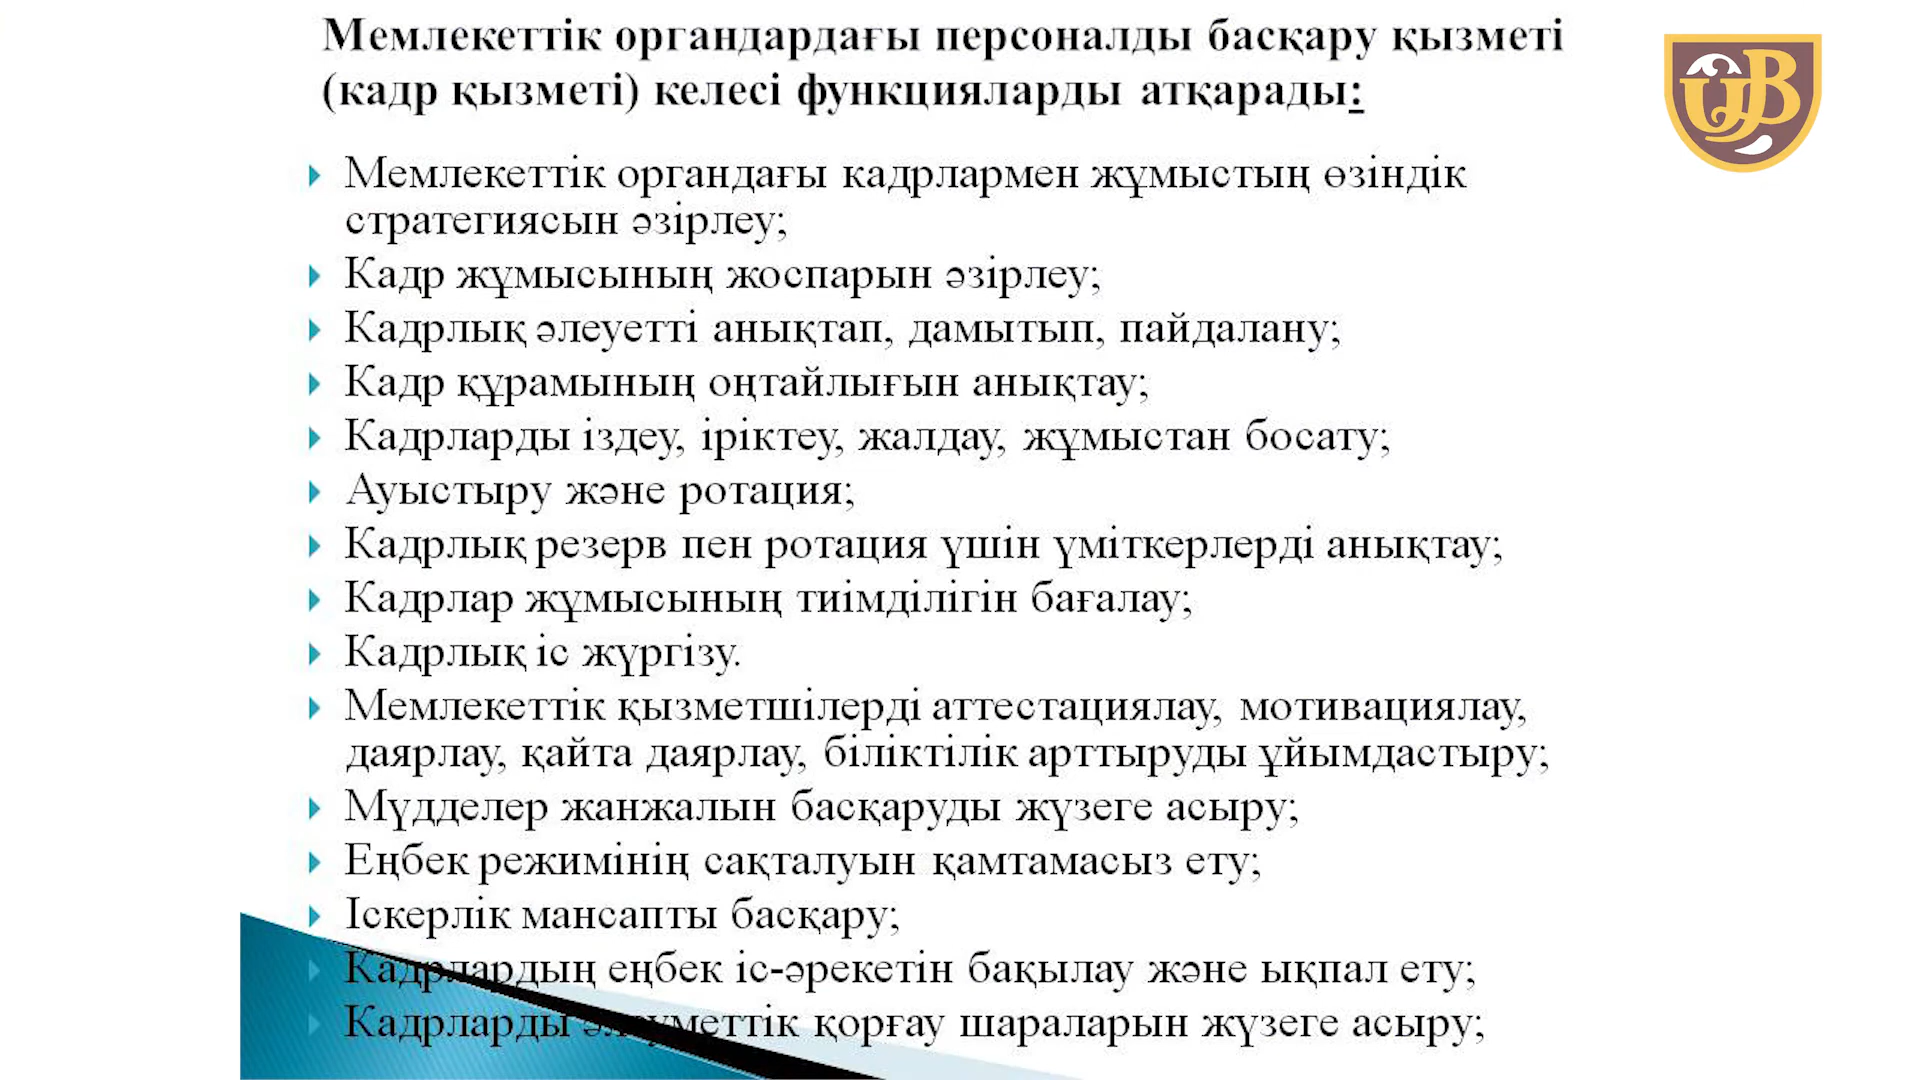 Мемлекеттік органдардағы персоналды басқару қызметі
(кадр қызметі) келесі функцияларды атқарады:
Мемлекеттік органдағы кадрлармен жұмыстың өзіндік
стратегиясын әзірлеу;
Кадр жұмысының жоспарын әзірлеу;
Кадрлық әлеуетті анықтап, дамытып, пайдалану;
Кадр құрамының оңтайлығын анықтау;
Кадрларды іздеу, іріктеу, жалдау, жұмыстан босату;
Ауыстыру және ротация;
Кадрлық резерв пен ротация үшін үміткерлерді анықтау;
Кадрлар жұмысының тиімділігін бағалау;
Кадрлық іс жүргізу.
Мемлекеттік қызметшілерді аттестациялау, мотивациялау,
даярлау, қайта даярлау, біліктілік арттыруды ұйымдастыру;
Мүдделер жанжалын басқаруды жүзеге асыру;
Еңбек режимінің сақталуын қамтамасыз ету;
Іскерлік мансапты басқару;
Кадрлардың еңбек іс-әрекетін бақылау және ықпал ету;
Кадрларды әлеуметтік қорғау шараларын жүзеге асыру;